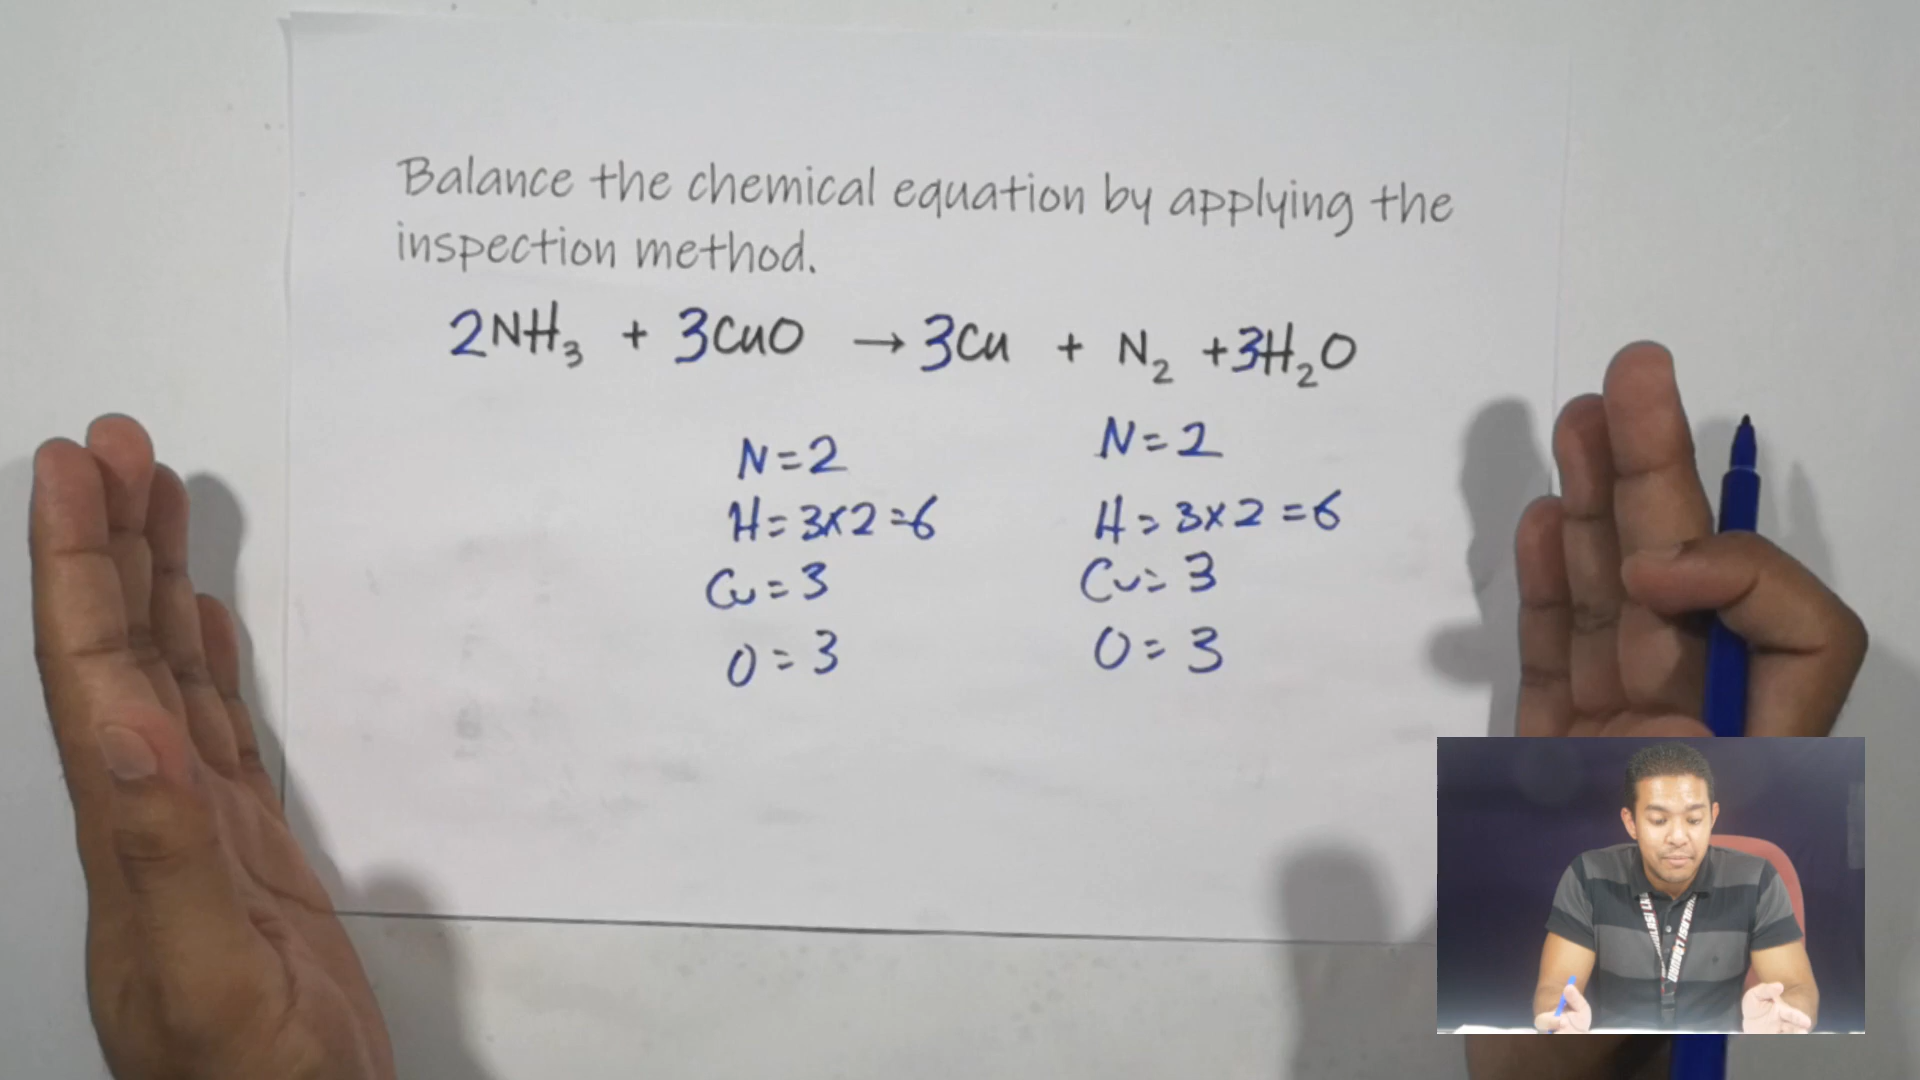 Balance the chemical equation by applying the
inspection method.
2NH₃ + 3CuO → 3Cu + N₂ + 3H₂O
N = 2
H = 3x2 = 6
Cu = 3
O = 3
N = 2
H = 3x2 = 6
Cu = 3
O = 3